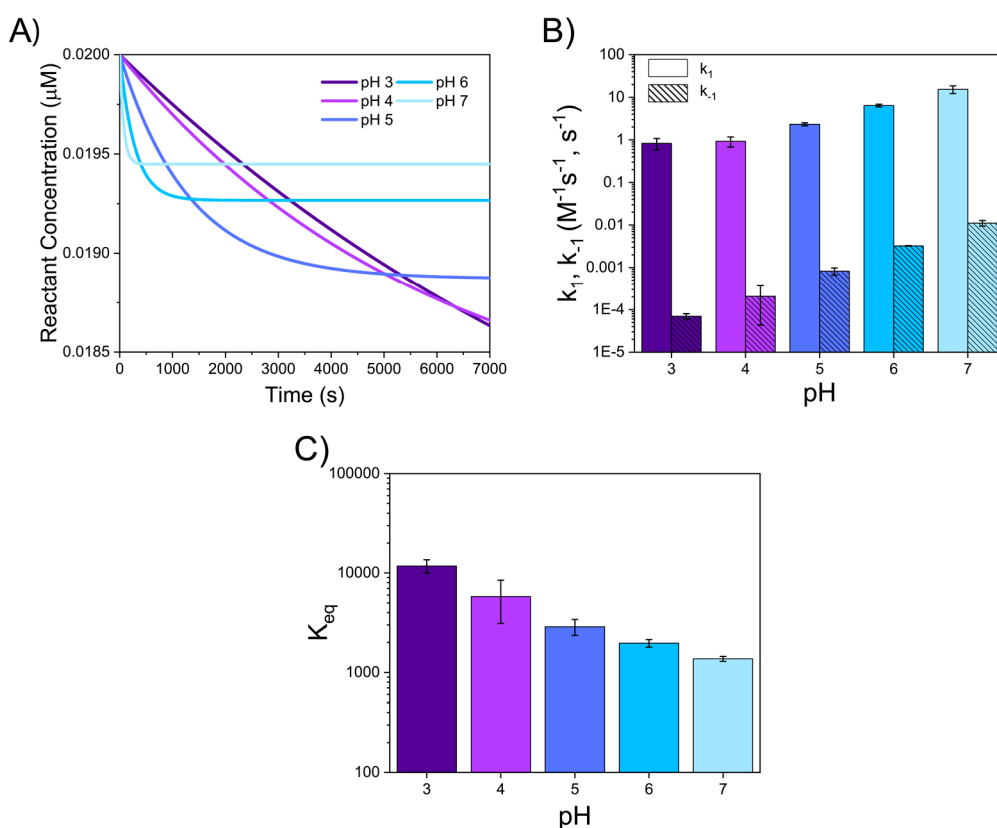 A)
Reactant Concentration (μM)
0.0200
0.0195
0.0190
0.0185
pH 3
pH 6
pH 4
pH 7
pH 5
0
1000
2000
3000
4000
5000
6000
7000
Time (s)
B)
k₁, k₋₁ (M⁻¹s⁻¹, s⁻¹)
100
10
1
0.1
0.01
0.001
1E-4
1E-5
k₁
k₋₁
3
4
5
6
7
pH
C)
K_eq
100000
10000
1000
100
3
4
5
6
7
pH